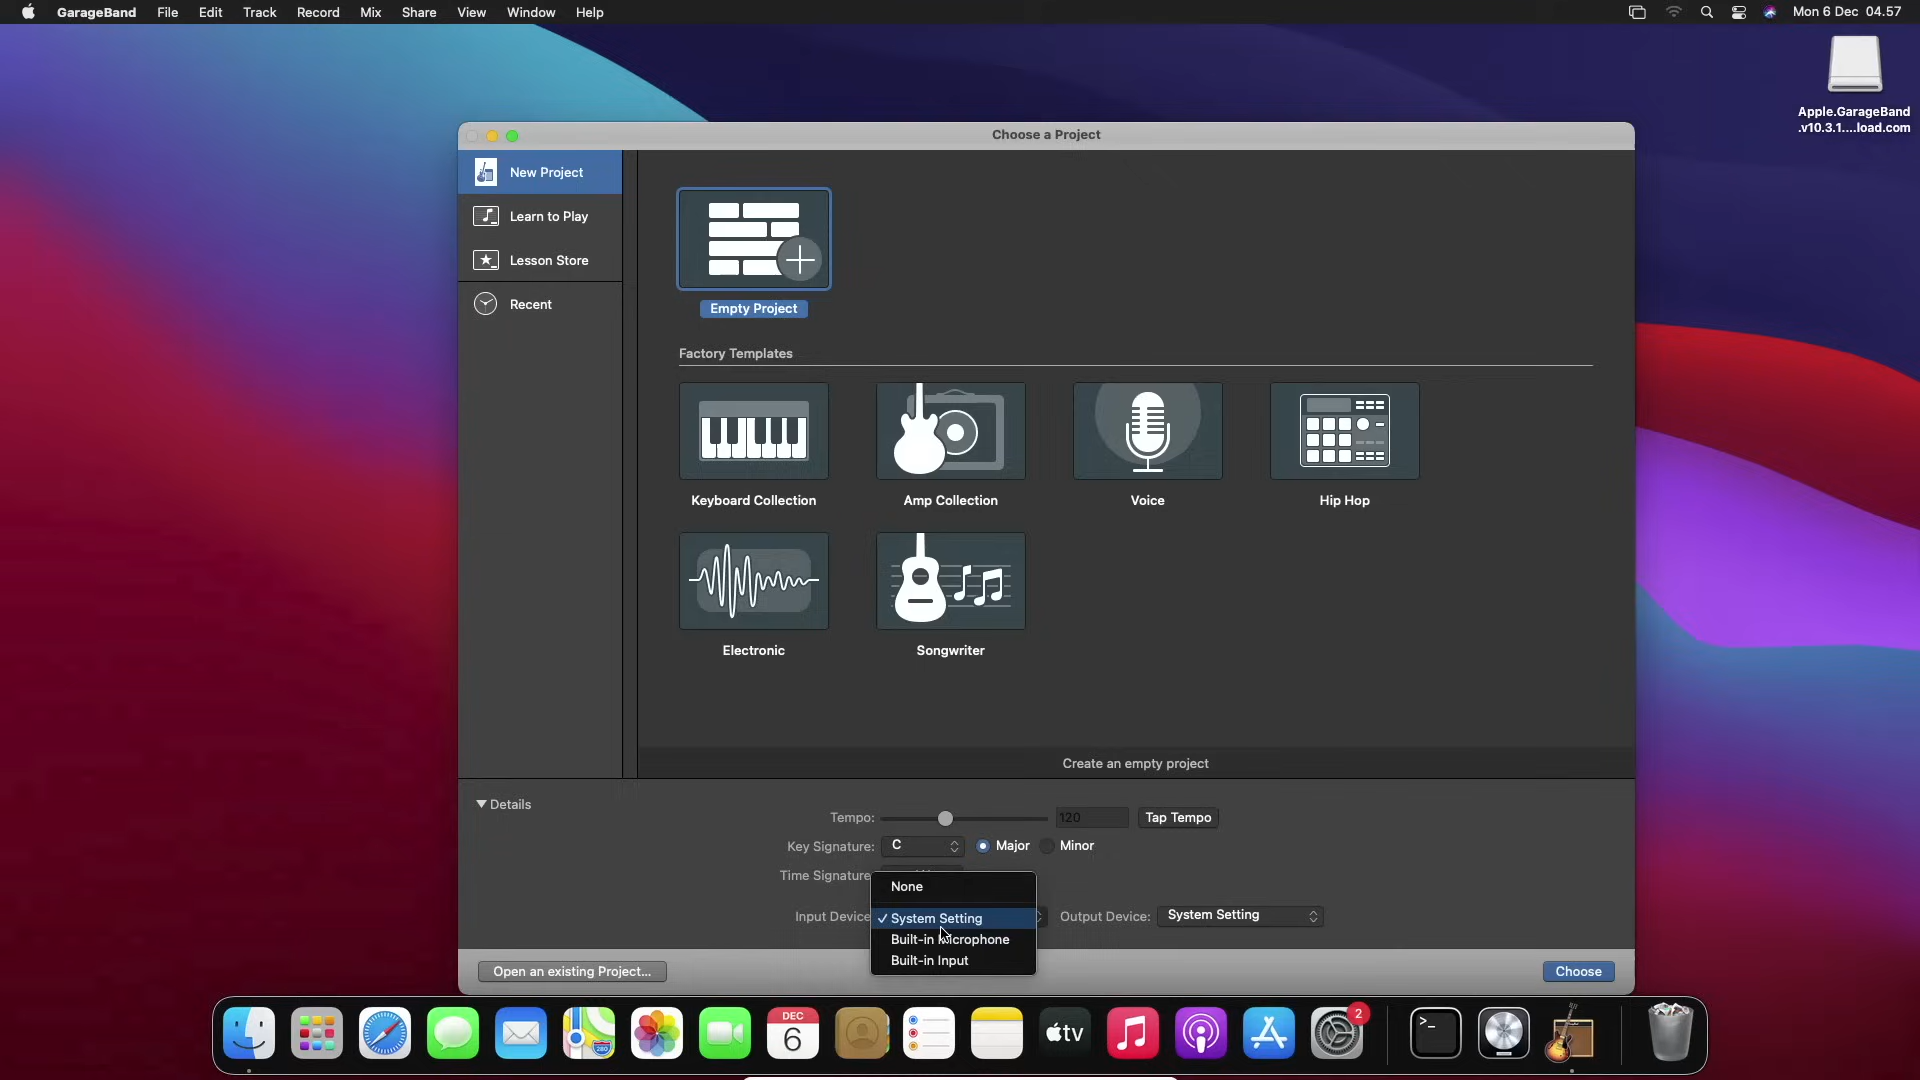 GarageBand File Edit Track Record Mix Share View Window Help
Mon 6 Dec 04.57
Apple.GarageBand
.v10.3.1....load.com
Choose a Project
New Project
Learn to Play
Lesson Store
Recent
Empty Project
Factory Templates
Keyboard Collection
Amp Collection
Voice
Hip Hop
Electronic
Songwriter
Create an empty project
Details
Tempo: 120 Tap Tempo
Key Signature: C Major Minor
Time Signature
None
Input Device
✓ System Setting
Output Device: System Setting
Built-in Microphone
Built-in Input
Open an existing Project...
Choose
DEC
6
280
tv
2
>_